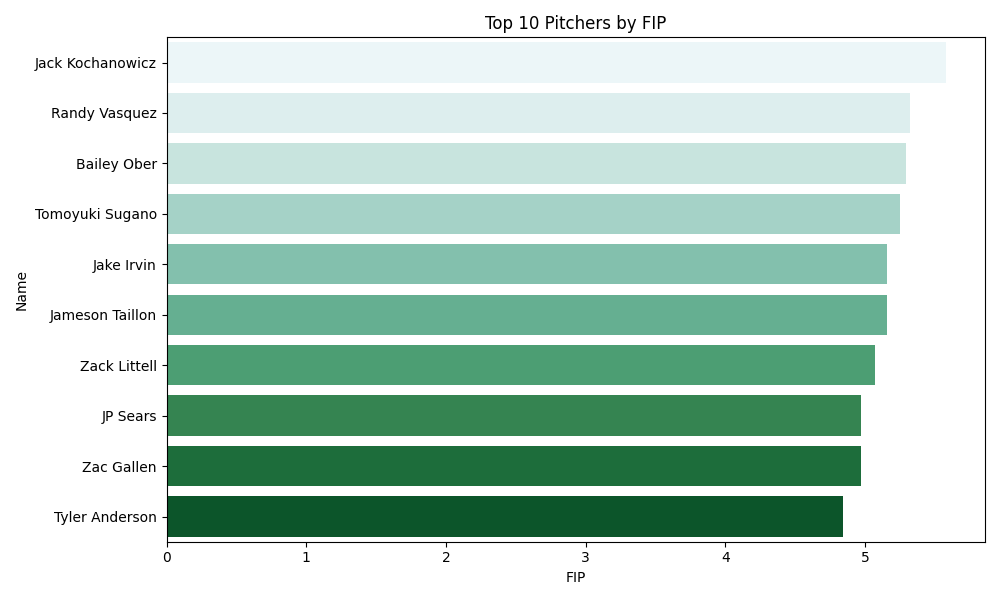 Top 10 Pitchers by FIP
Name
Jack Kochanowicz
Randy Vasquez
Bailey Ober
Tomoyuki Sugano
Jake Irvin
Jameson Taillon
Zack Littell
JP Sears
Zac Gallen
Tyler Anderson
0 1 2 3 4 5
FIP